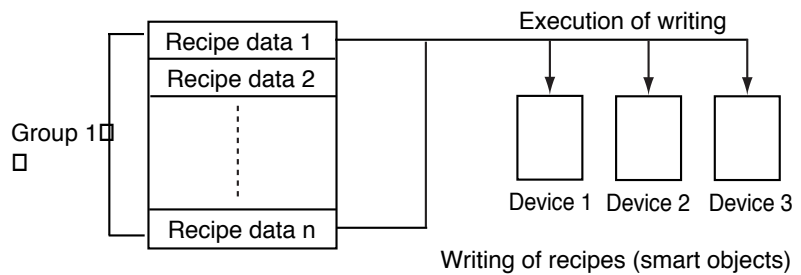 Execution of writing
Recipe data 1
Recipe data 2
Group 1
Recipe data n
Device 1 Device 2 Device 3
Writing of recipes (smart objects)